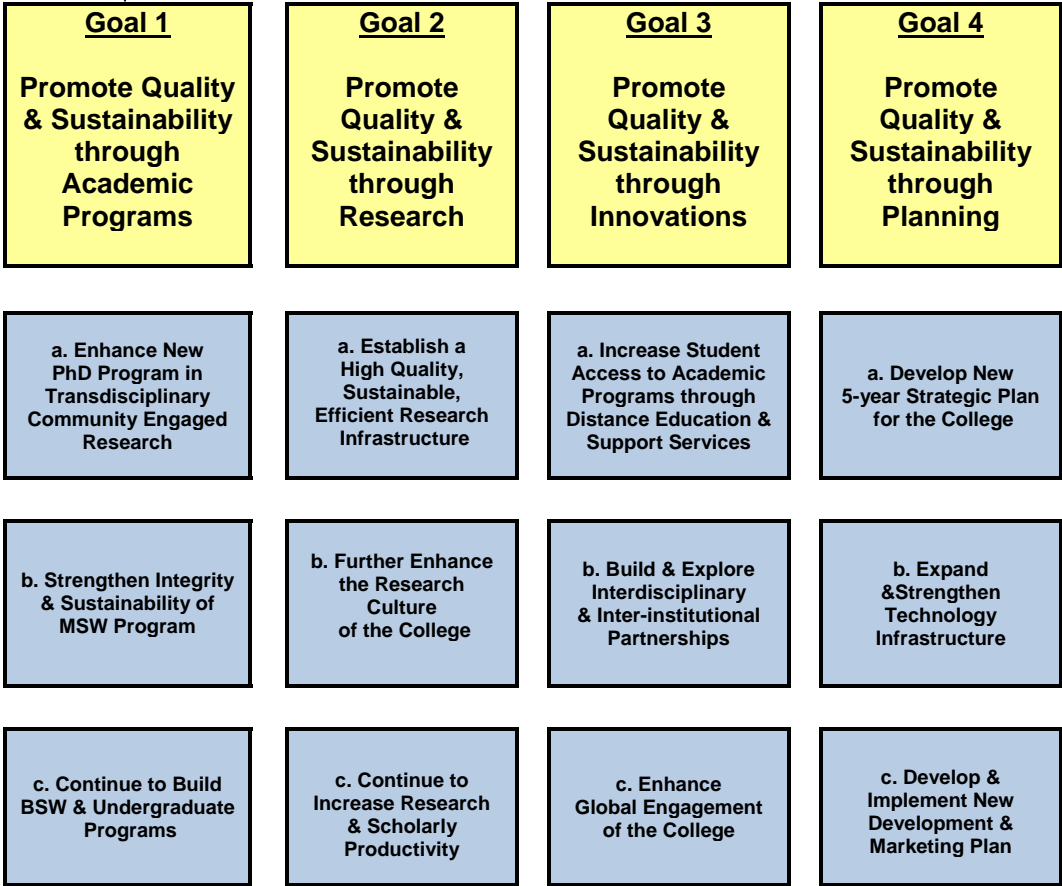 Goal 1
Promote Quality
& Sustainability
through
Academic
Programs
Goal 2
Promote
Quality &
Sustainability
through
Research
Goal 3
Promote
Quality &
Sustainability
through
Innovations
Goal 4
Promote
Quality &
Sustainability
through
Planning
a. Enhance New
PhD Program in
Transdisciplinary
Community Engaged
Research
a. Establish a
High Quality,
Sustainable,
Efficient Research
Infrastructure
a. Increase Student
Access to Academic
Programs through
Distance Education &
Support Services
a. Develop New
5-year Strategic Plan
for the College
b. Strengthen Integrity
& Sustainability of
MSW Program
b. Further Enhance
the Research
Culture
of the College
b. Build & Explore
Interdisciplinary
& Inter-institutional
Partnerships
b. Expand
&Strengthen
Technology
Infrastructure
c. Continue to Build
BSW & Undergraduate
Programs
c. Continue to
Increase Research
& Scholarly
Productivity
c. Enhance
Global Engagement
of the College
c. Develop &
Implement New
Development &
Marketing Plan